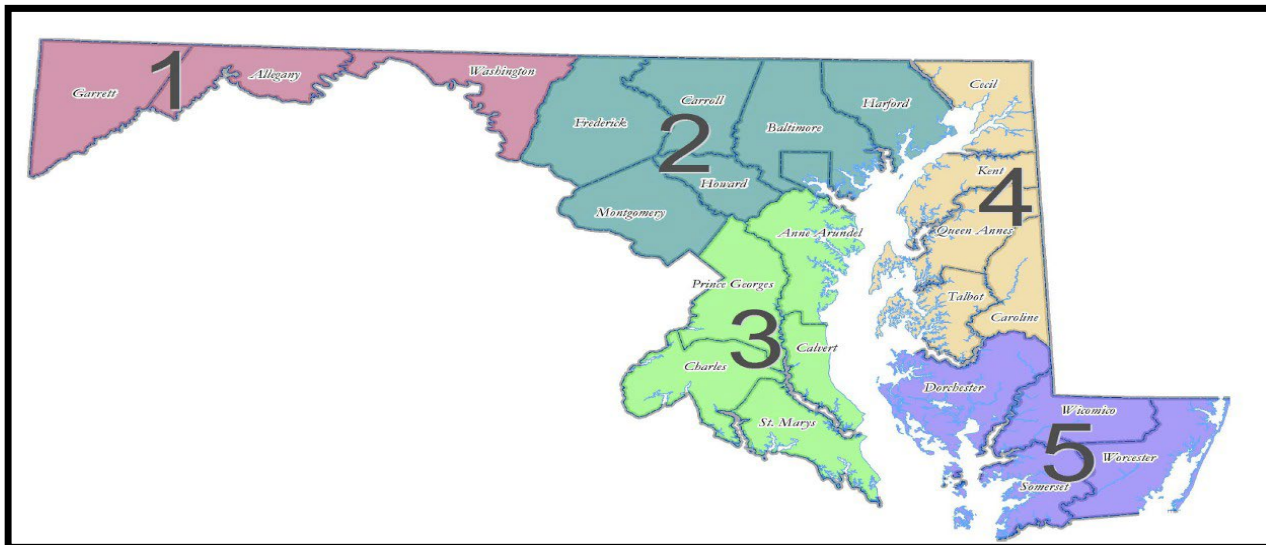 Garrett
1
Allegany
Washington
Frederick
Carroll
2
Baltimore
Harford
Howard
Montgomery
Cecil
Kent
4
Queen Annes
Talbot
Caroline
Anne Arundel
Prince Georges
3
Charles
Calvert
St. Marys
Dorchester
Wicomico
5
Worcester
Somerset